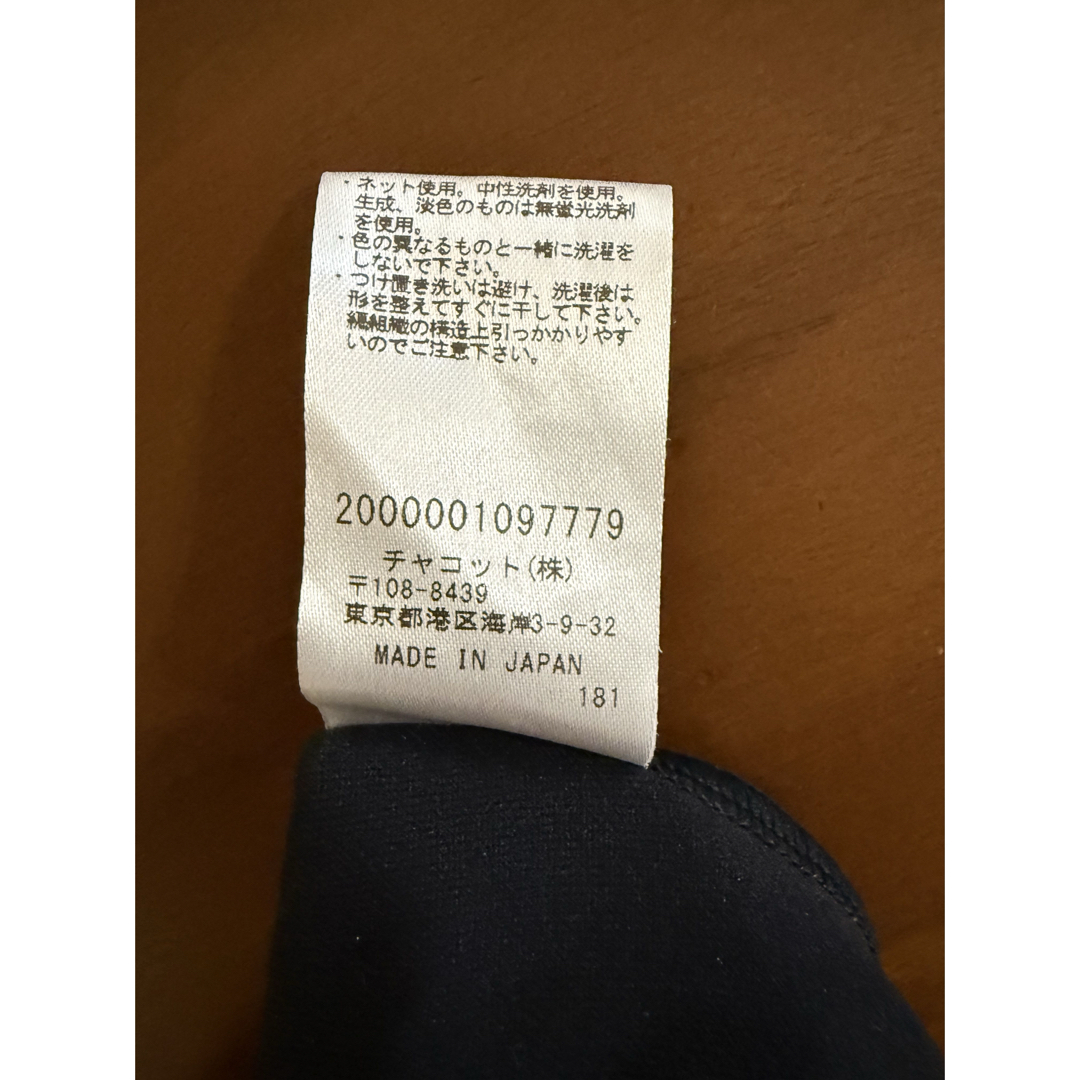 ・ネット使用。中性洗剤を使用。
生成、淡色のものは無蛍光洗剤
を使用。
・色の異なるものと一緒に洗濯を
しないで下さい。
・つけ置き洗いは避け、洗濯後は
形を整えてすぐに干して下さい。
編組織の構造上引っかかりやす
いのでご注意下さい。
2000001097779
チャコット(株)
〒108-8439
東京都港区海岸3-9-32
MADE IN JAPAN
181